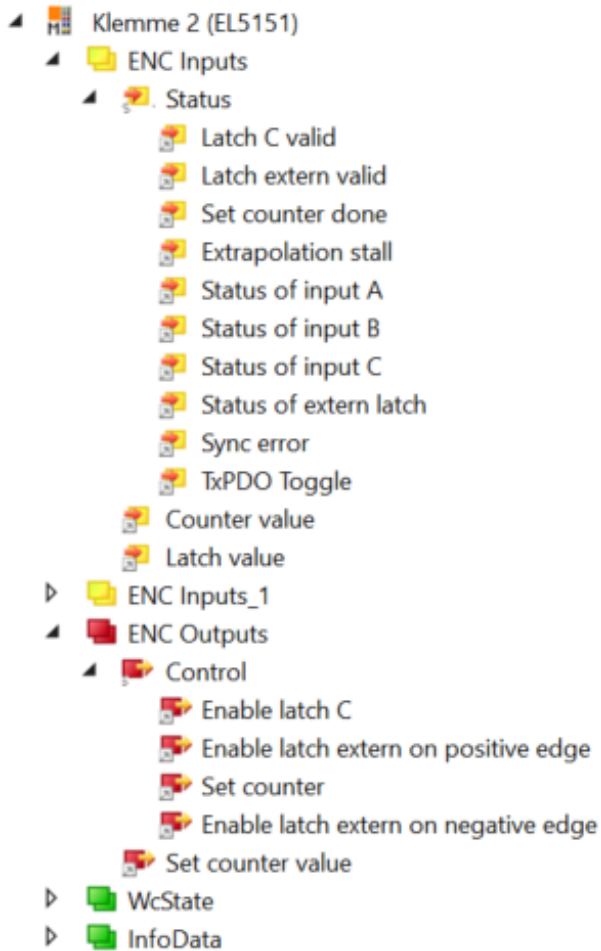 Klemme 2 (EL5151)
ENC Inputs
Status
Latch C valid
Latch extern valid
Set counter done
Extrapolation stall
Status of input A
Status of input B
Status of input C
Status of extern latch
Sync error
TxPDO Toggle
Counter value
Latch value
ENC Inputs_1
ENC Outputs
Control
Enable latch C
Enable latch extern on positive edge
Set counter
Enable latch extern on negative edge
Set counter value
WcState
InfoData